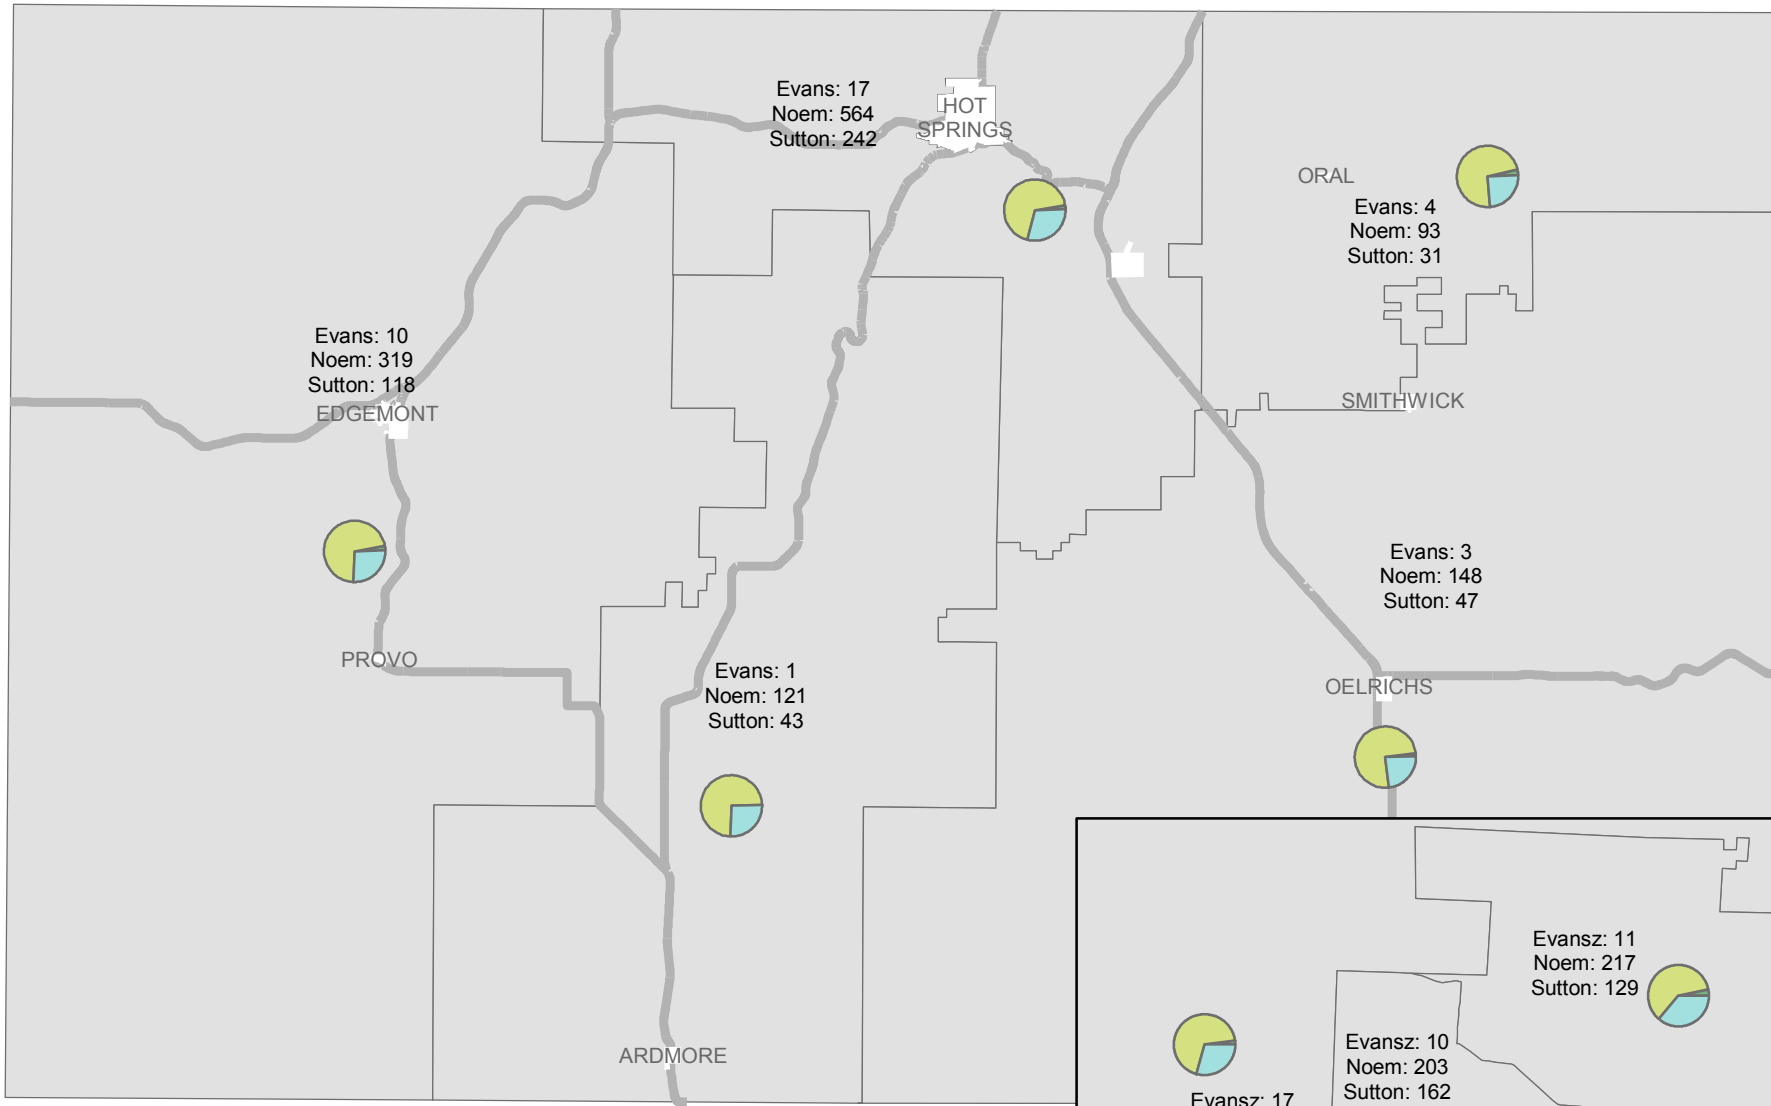 Evans: 17
Noem: 564
Sutton: 242
HOT
SPRINGS
ORAL
Evans: 4
Noem: 93
Sutton: 31
Evans: 10
Noem: 319
Sutton: 118
EDGEMONT
SMITHWICK
Evans: 3
Noem: 148
Sutton: 47
PROVO
Evans: 1
Noem: 121
Sutton: 43
OELRICHS
Evansz: 11
Noem: 217
Sutton: 129
ARDMORE
Evansz: 10
Noem: 203
Sutton: 162
Evansz: 17